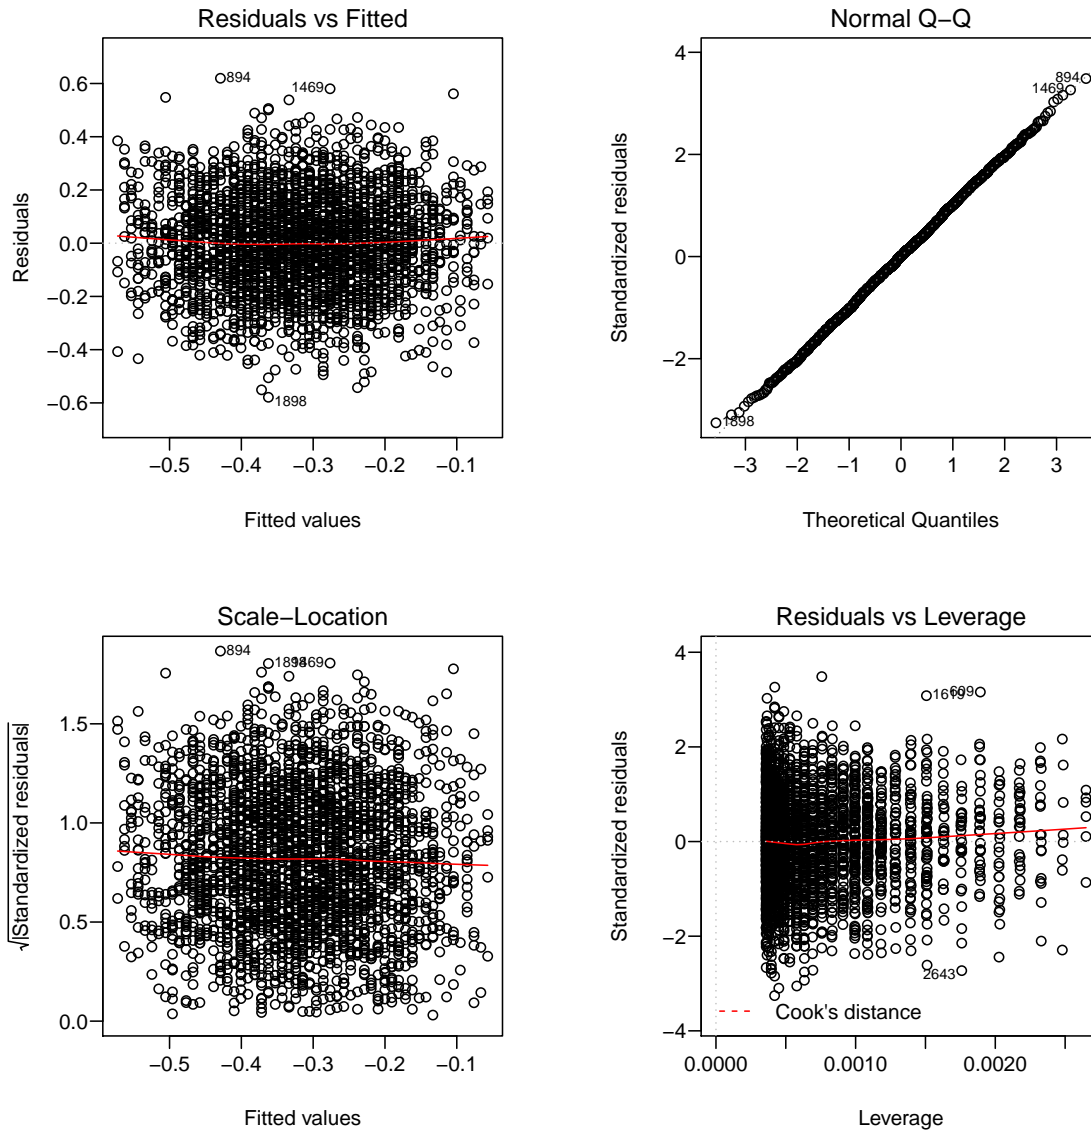 Residuals vs Fitted
0.6
0.4
0.2
0.0
−0.2
−0.4
−0.6
Residuals
894
1469
1898
−0.5 −0.4 −0.3 −0.2 −0.1
Fitted values
Normal Q−Q
4
2
0
−2
Standardized residuals
894
1469
1898
−3 −2 −1 0 1 2 3
Theoretical Quantiles
Scale−Location
1.5
1.0
0.5
0.0
√|Standardized residuals|
894
1898
1469
−0.5 −0.4 −0.3 −0.2 −0.1
Fitted values
Residuals vs Leverage
4
2
0
−2
−4
Standardized residuals
1619
609
2643
Cook's distance
0.0000 0.0010 0.0020
Leverage